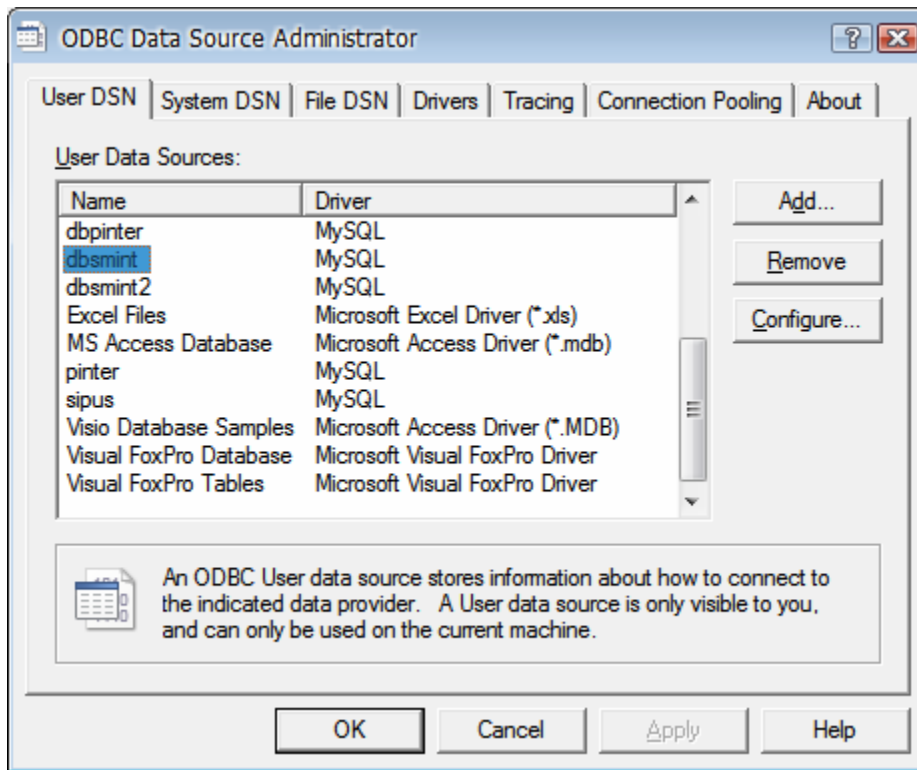 ODBC Data Source Administrator
User DSN System DSN File DSN Drivers Tracing Connection Pooling About
User Data Sources:
Name Driver
dbpinter MySQL
dbsmint MySQL
dbsmint2 MySQL
Excel Files Microsoft Excel Driver (*.xls)
MS Access Database Microsoft Access Driver (*.mdb)
pinter MySQL
sipus MySQL
Visio Database Samples Microsoft Access Driver (*.MDB)
Visual FoxPro Database Microsoft Visual FoxPro Driver
Visual FoxPro Tables Microsoft Visual FoxPro Driver
Add...
Remove
Configure...
An ODBC User data source stores information about how to connect to
the indicated data provider. A User data source is only visible to you,
and can only be used on the current machine.
OK Cancel Apply Help